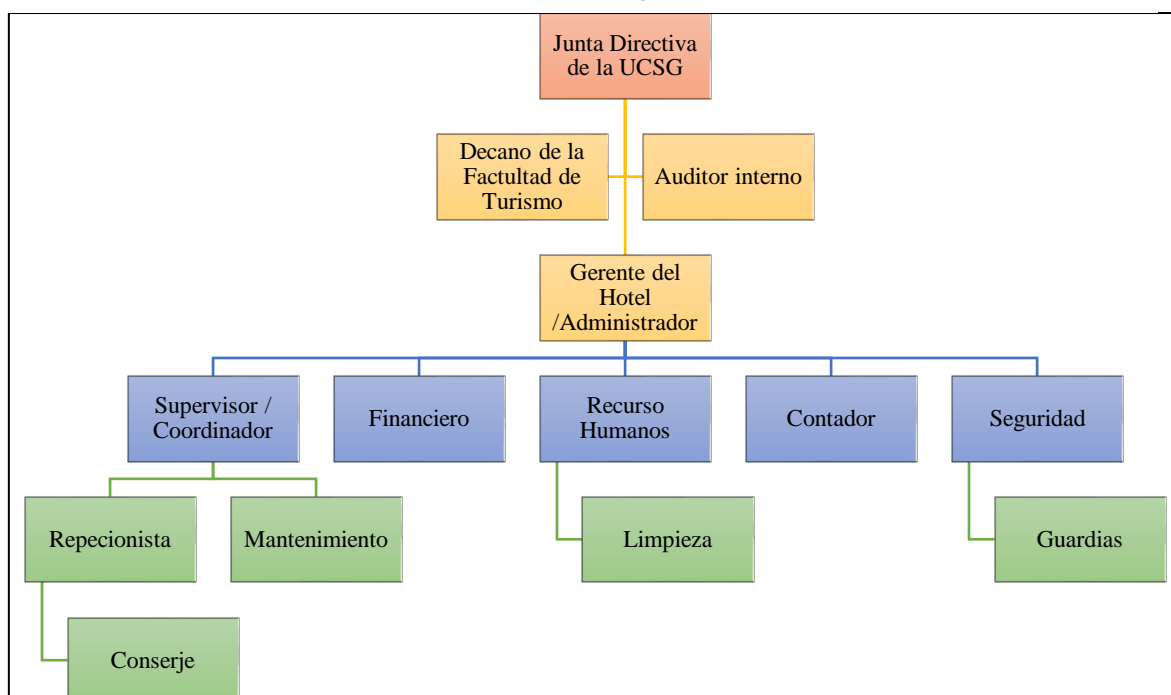 Junta Directiva
de la UCSG
Decano de la
Factultad de
Turismo
Auditor interno
Gerente del
Hotel
/Administrador
Supervisor /
Coordinador
Financiero
Recurso
Humanos
Contador
Seguridad
Repecionista
Mantenimiento
Limpieza
Guardias
Conserje